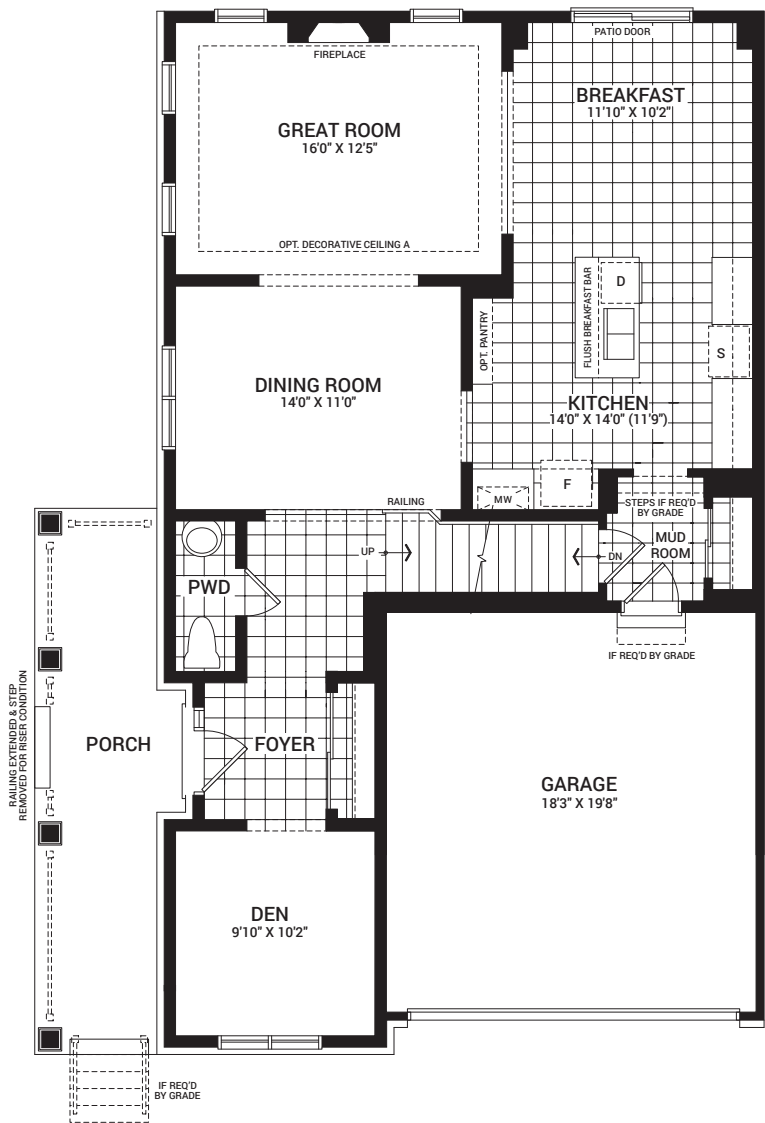 PATIO DOOR
FIREPLACE
BREAKFAST
11'10" X 10'2"
GREAT ROOM
16'0" X 12'5"
OPT. DECORATIVE CEILING A
D
FLUSH BREAKFAST BAR
OPT. PANTRY
S
DINING ROOM
14'0" X 11'0"
KITCHEN
14'0" X 14'0" (11'9")
F
MW
RAILING
STEPS IF REQ'D
BY GRADE
MUD
ROOM
UP
DN
PWD
IF REQ'D BY GRADE
RAILING EXTENDED & STEP
REMOVED FOR RISER CONDITION
PORCH
FOYER
GARAGE
18'3" X 19'8"
DEN
9'10" X 10'2"
IF REQ'D
BY GRADE